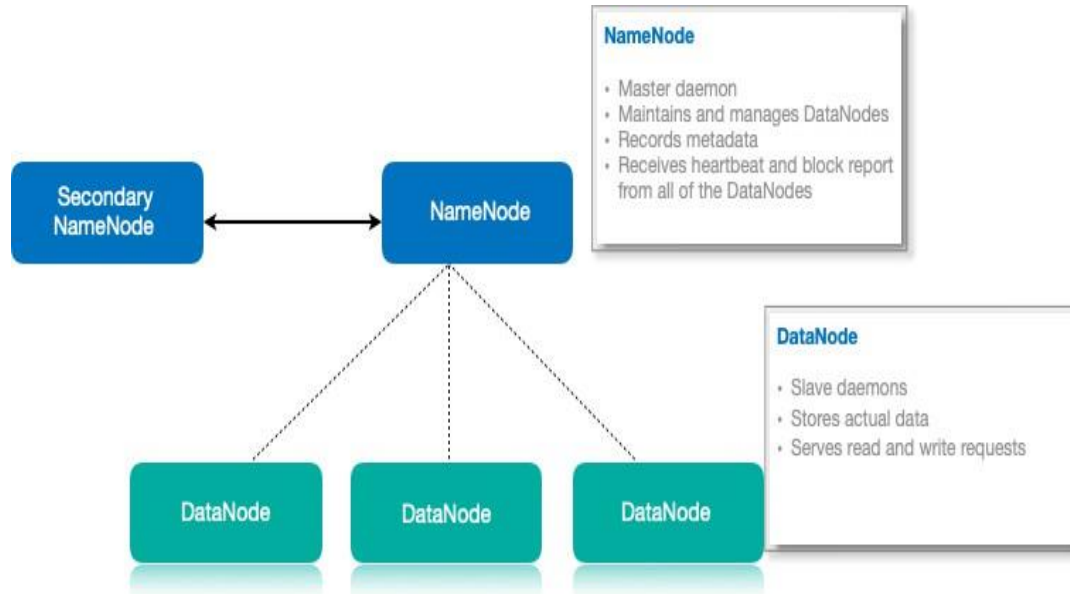 NameNode
• Master daemon
• Maintains and manages DataNodes
• Records metadata
• Receives heartbeat and block report
from all of the DataNodes
Secondary
NameNode
NameNode
DataNode
• Slave daemons
• Stores actual data
• Serves read and write requests
DataNode
DataNode
DataNode